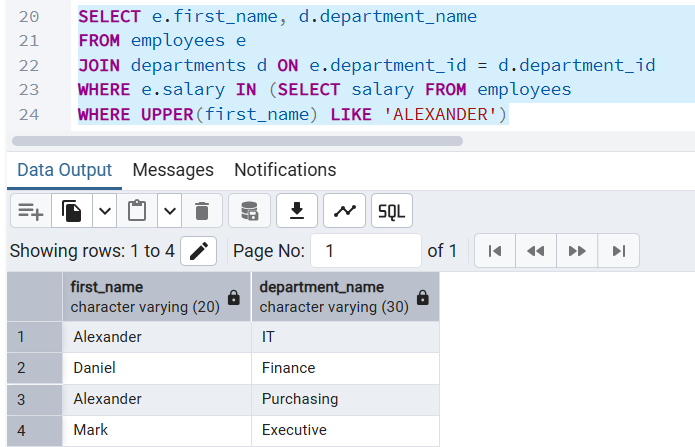 20 SELECT e.first_name, d.department_name
21 FROM employees e
22 JOIN departments d ON e.department_id = d.department_id
23 WHERE e.salary IN (SELECT salary FROM employees
24 WHERE UPPER(first_name) LIKE 'ALEXANDER')
Data Output Messages Notifications
SQL
Showing rows: 1 to 4 Page No: 1 of 1
first_name department_name
character varying (20) character varying (30)
1 Alexander IT
2 Daniel Finance
3 Alexander Purchasing
4 Mark Executive